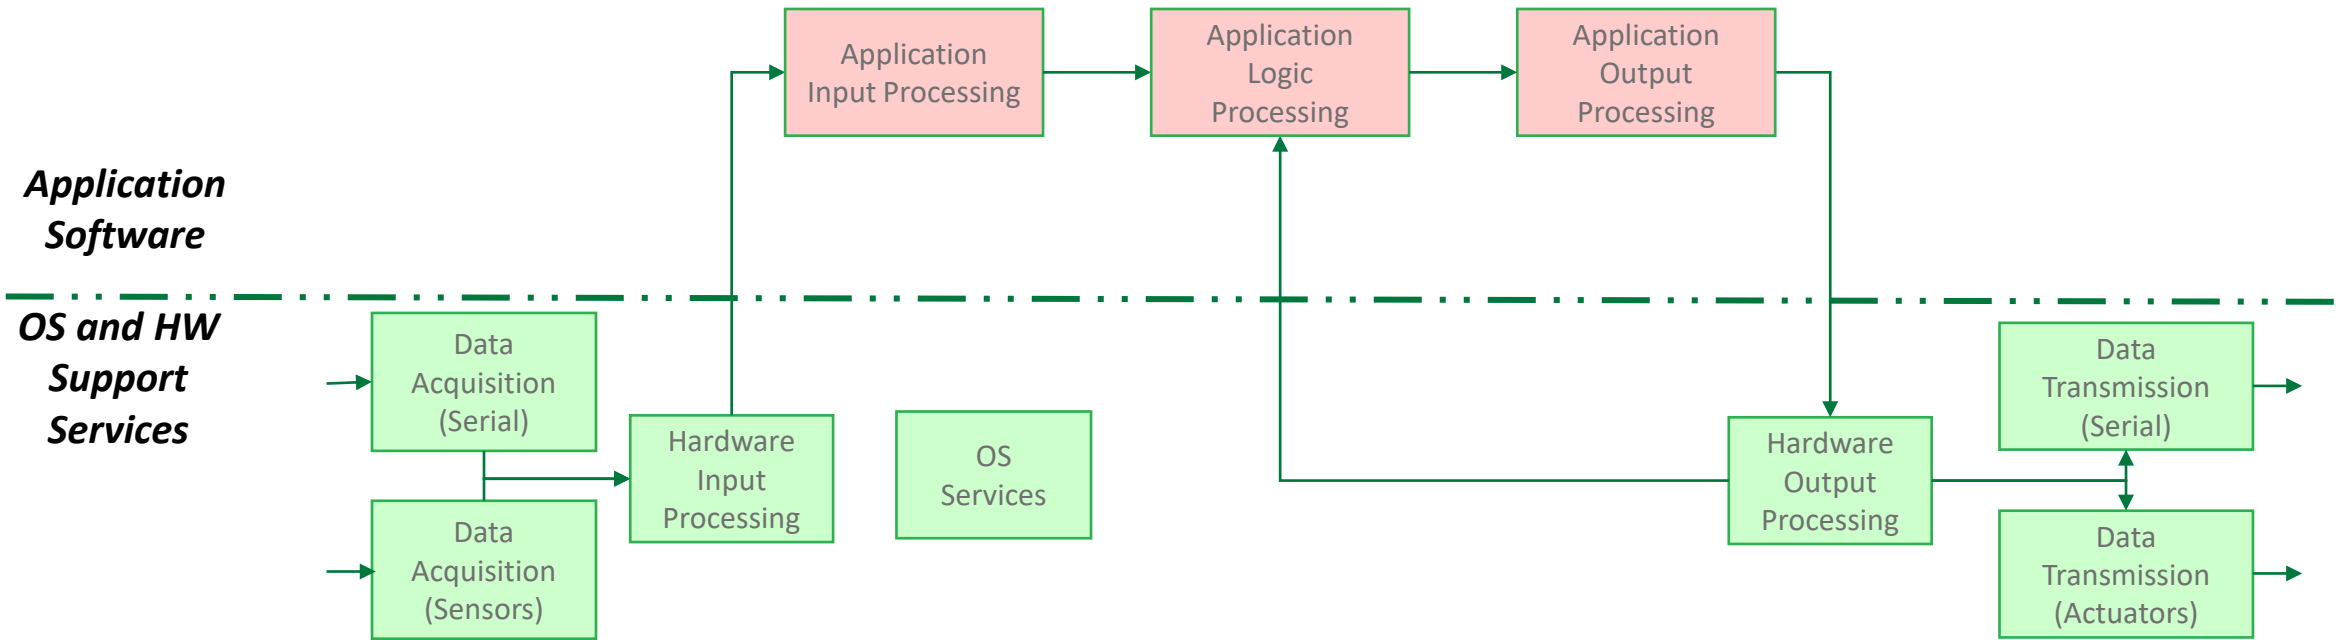 Application
Input Processing
Application
Logic
Processing
Application
Output
Processing
Application
Software
OS and HW
Support
Services
Data
Acquisition
(Serial)
Data
Acquisition
(Sensors)
Hardware
Input
Processing
OS
Services
Hardware
Output
Processing
Data
Transmission
(Serial)
Data
Transmission
(Actuators)